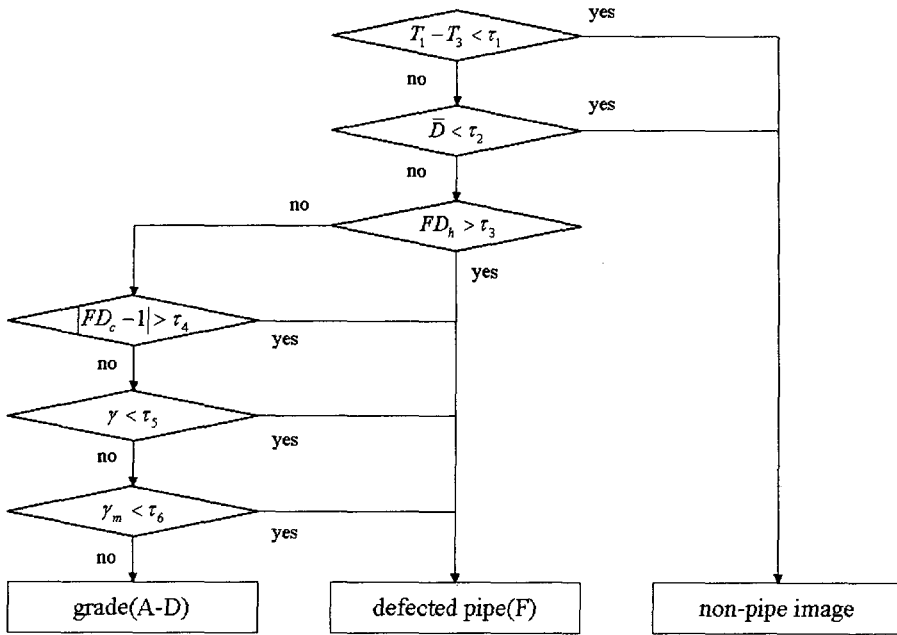 yes
T₁ − T₃ < τ₁
no
yes
D̄ < τ₂
no
no
FDₕ > τ₃
yes
|FD_c − 1| > τ₄
yes
no
γ < τ₅
yes
no
γₘ < τ₆
yes
no
grade(A-D)
defected pipe(F)
non-pipe image